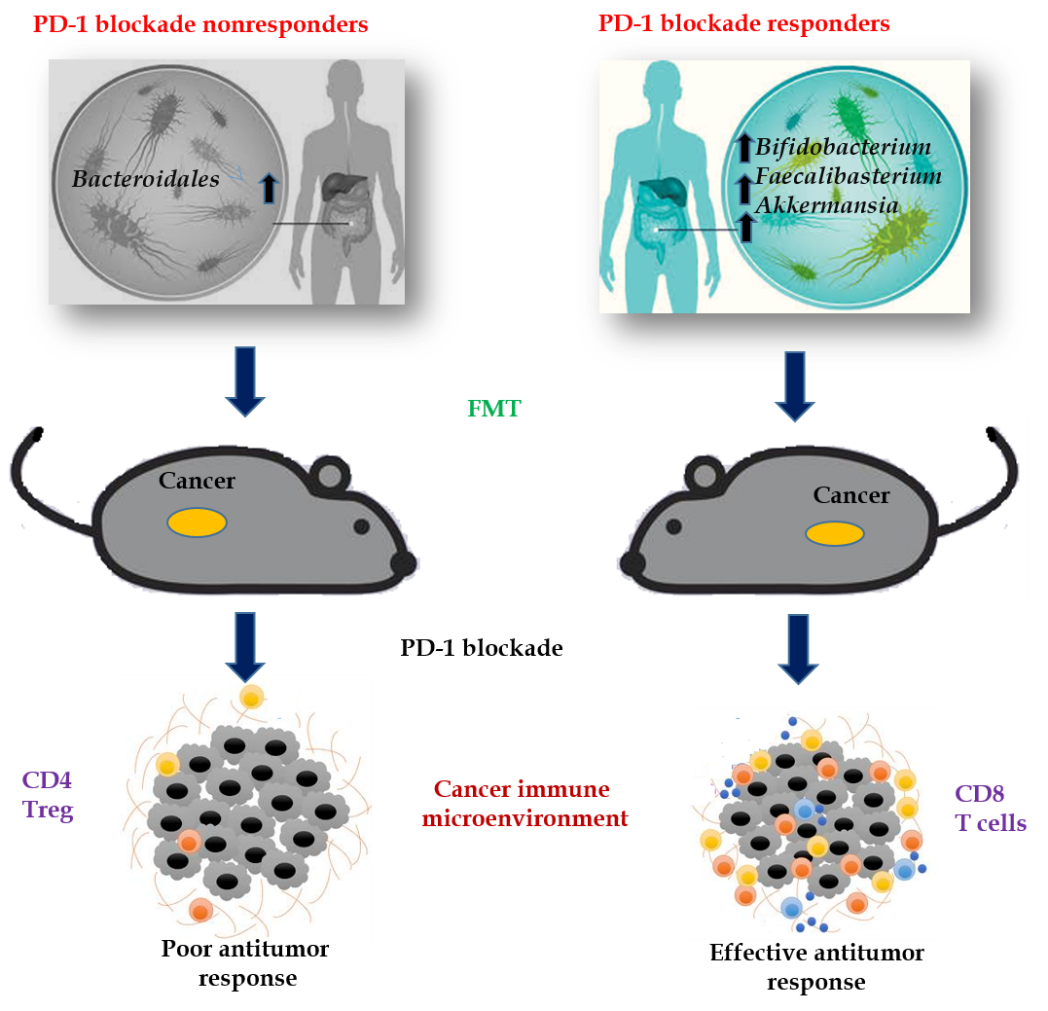 PD-1 blockade nonresponders
PD-1 blockade responders
Bacteroidales
Bifidobacterium
Faecalibasterium
Akkermansia
FMT
Cancer
Cancer
PD-1 blockade
CD4
Treg
Cancer immune
microenvironment
CD8
T cells
Poor antitumor
response
Effective antitumor
response